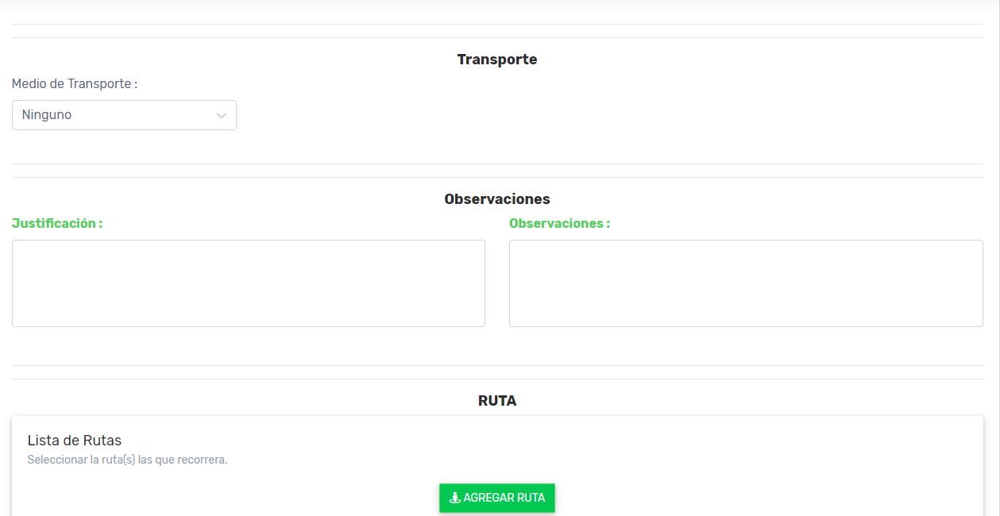 Transporte
Medio de Transporte :
Ninguno
Observaciones
Justificación :
Observaciones :
RUTA
Lista de Rutas
Seleccionar la ruta(s) las que recorrera.
AGREGAR RUTA